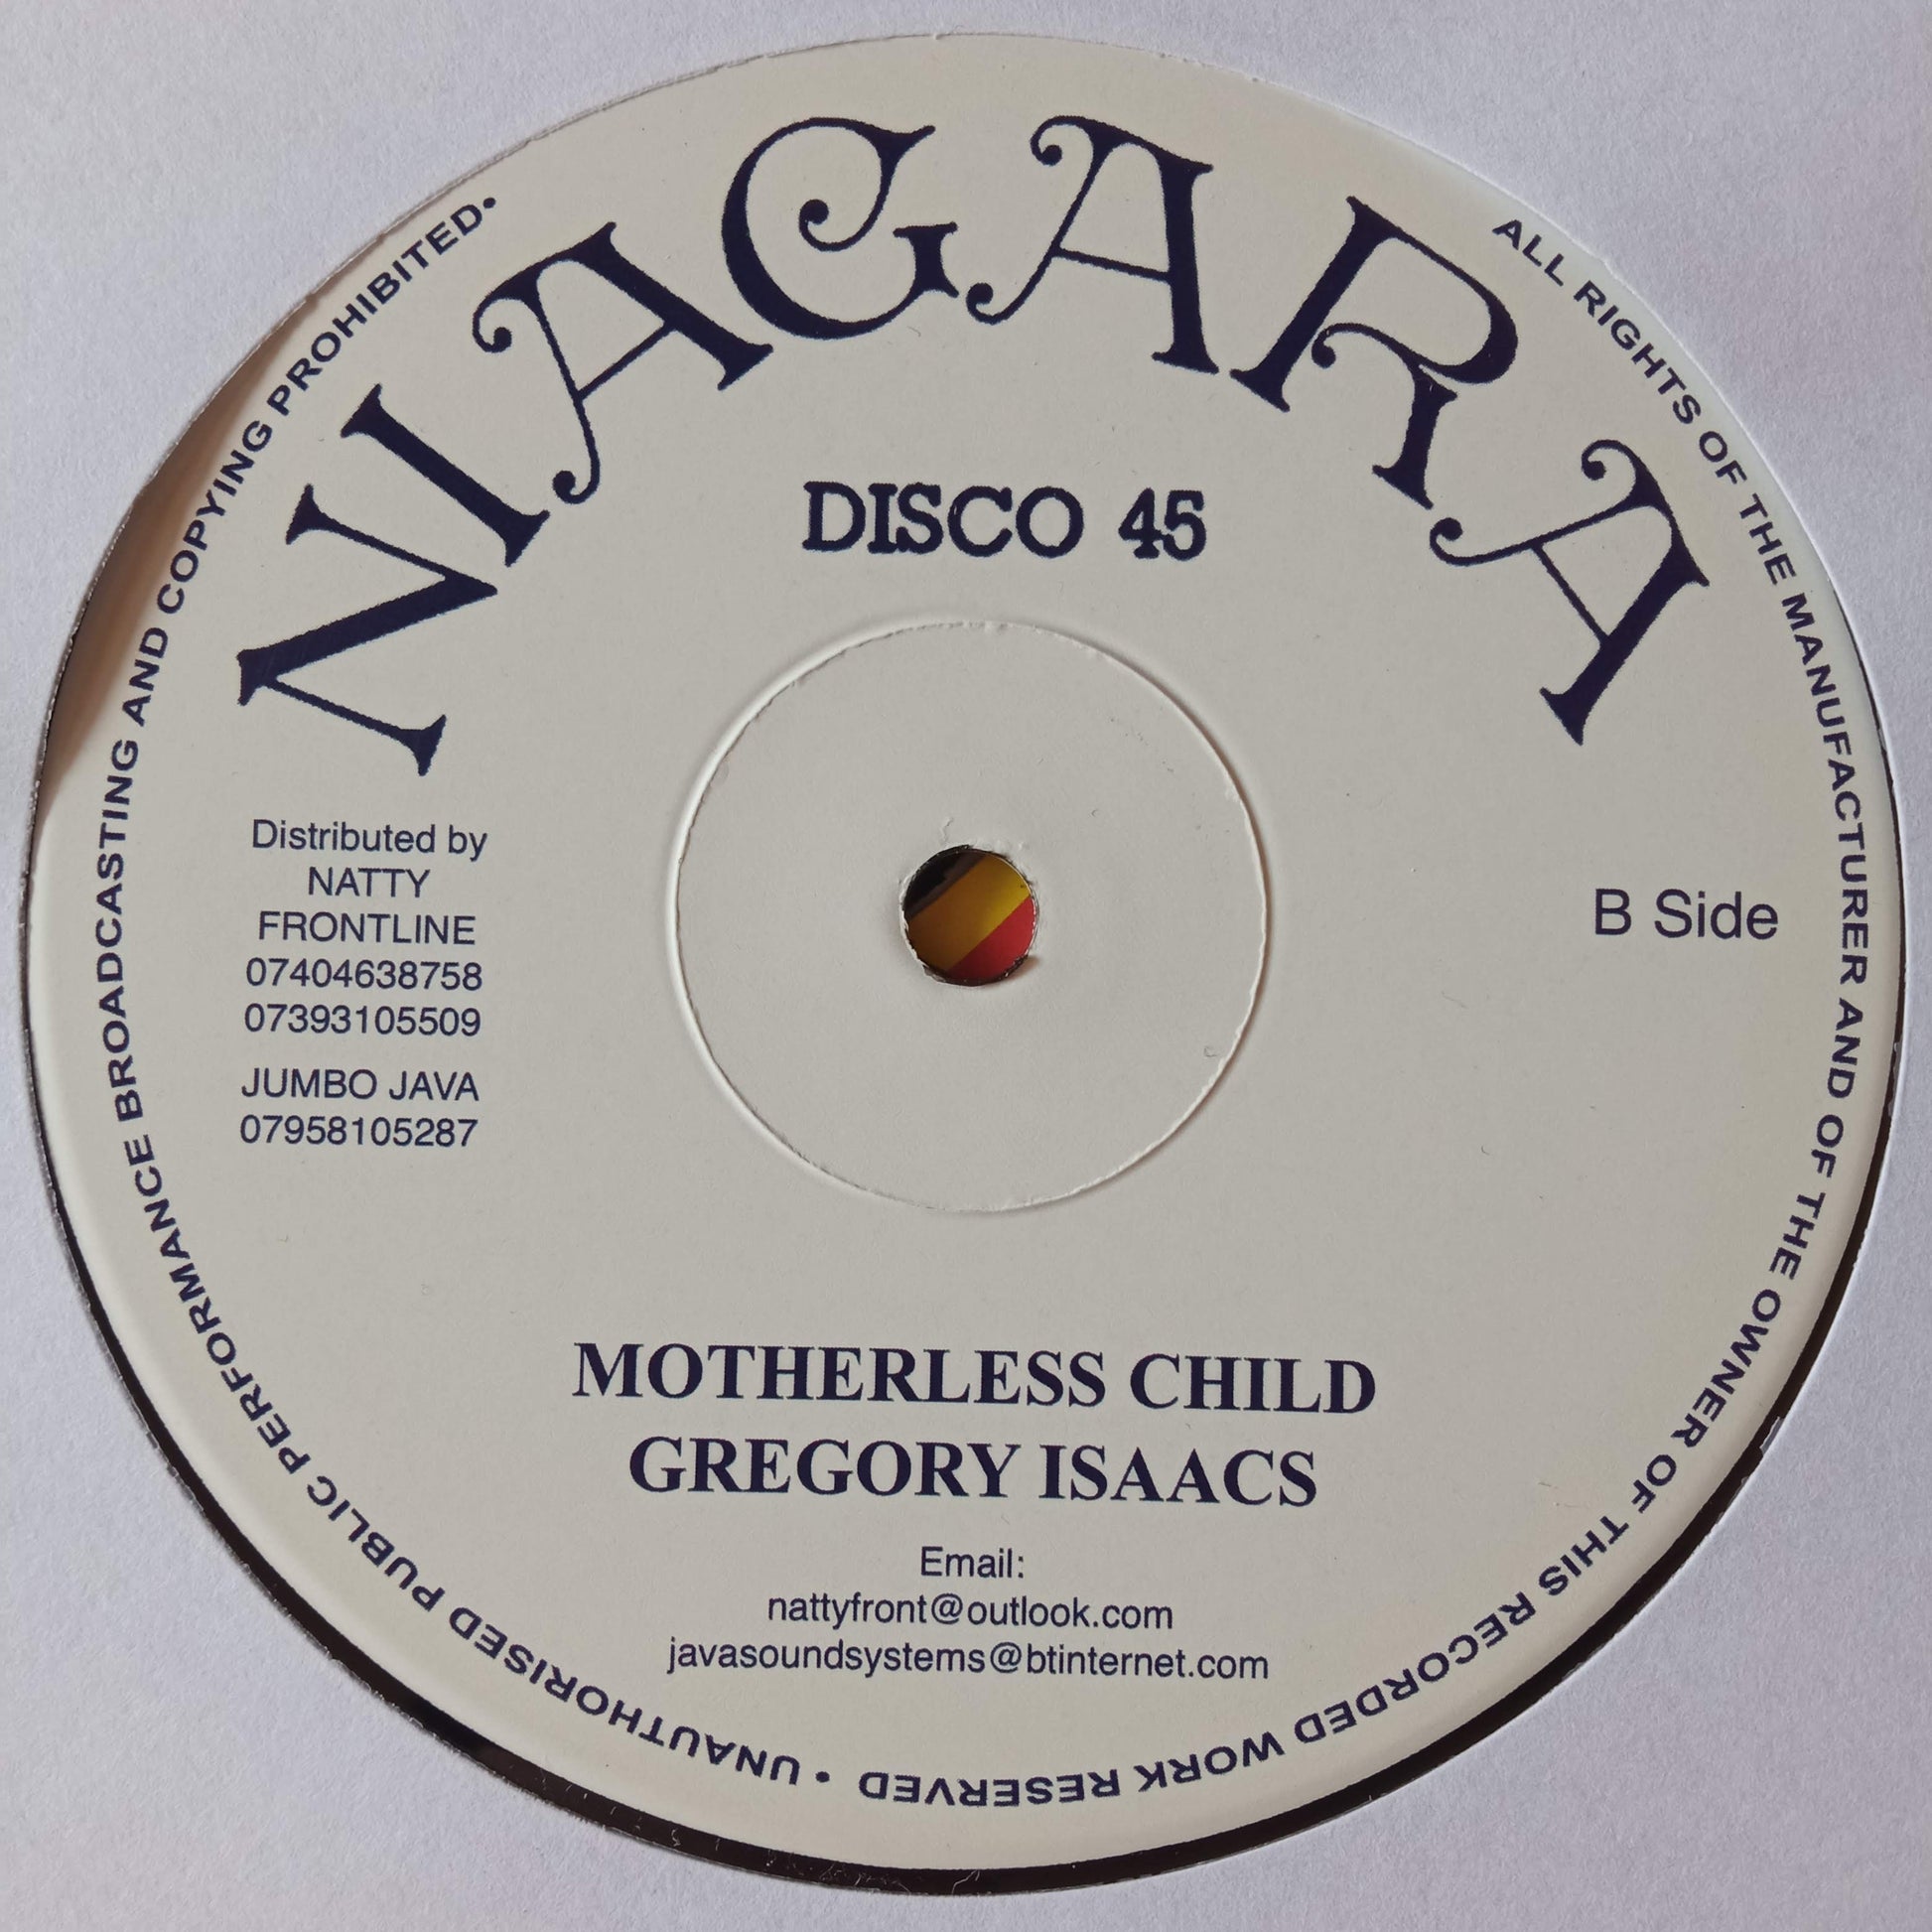 NIAGARA
DISCO 45
Distributed by
NATTY
FRONTLINE
07404638758
07393105509
JUMBO JAVA
07958105287
B Side
MOTHERLESS CHILD
GREGORY ISAACS
Email:
nattyfront@outlook.com
javasoundsystems@btinternet.com
ALL RIGHTS OF THE MANUFACTURER AND OF THE OWNER OF THIS RECORDED WORK RESERVED • UNAUTHORISED PUBLIC PERFORMANCE BROADCASTING AND COPYING PROHIBITED•